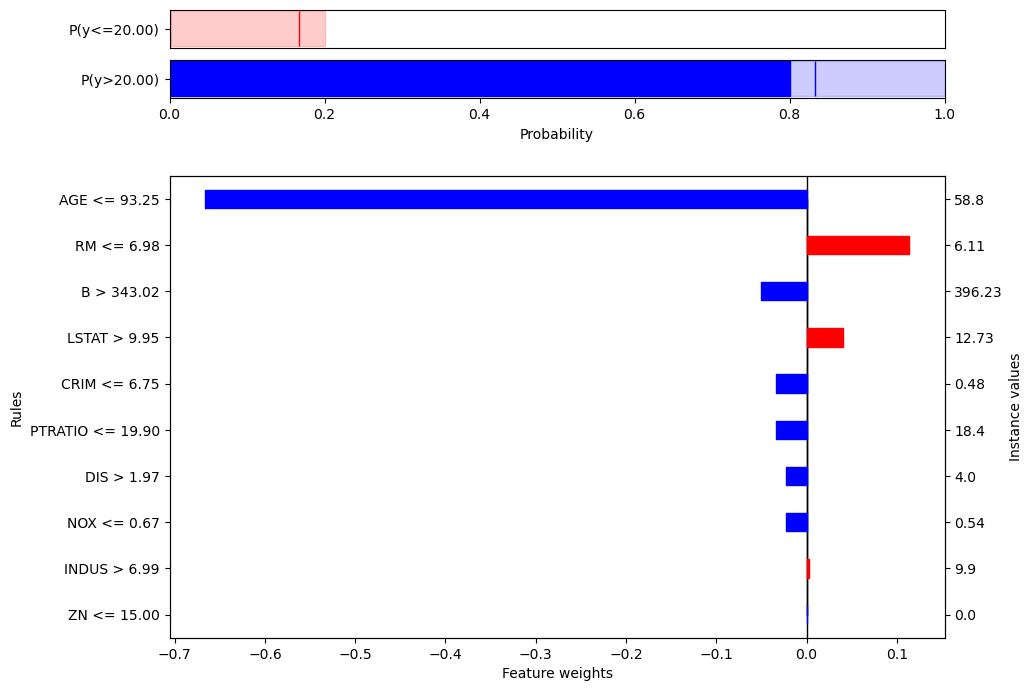 P(y<=20.00)
P(y>20.00)
0.0 0.2 0.4 0.6 0.8 1.0
Probability
AGE <= 93.25 58.8
RM <= 6.98 6.11
B > 343.02 396.23
LSTAT > 9.95 12.73
CRIM <= 6.75 0.48
PTRATIO <= 19.90 18.4
DIS > 1.97 4.0
NOX <= 0.67 0.54
INDUS > 6.99 9.9
ZN <= 15.00 0.0
Rules
Instance values
−0.7 −0.6 −0.5 −0.4 −0.3 −0.2 −0.1 0.0 0.1
Feature weights